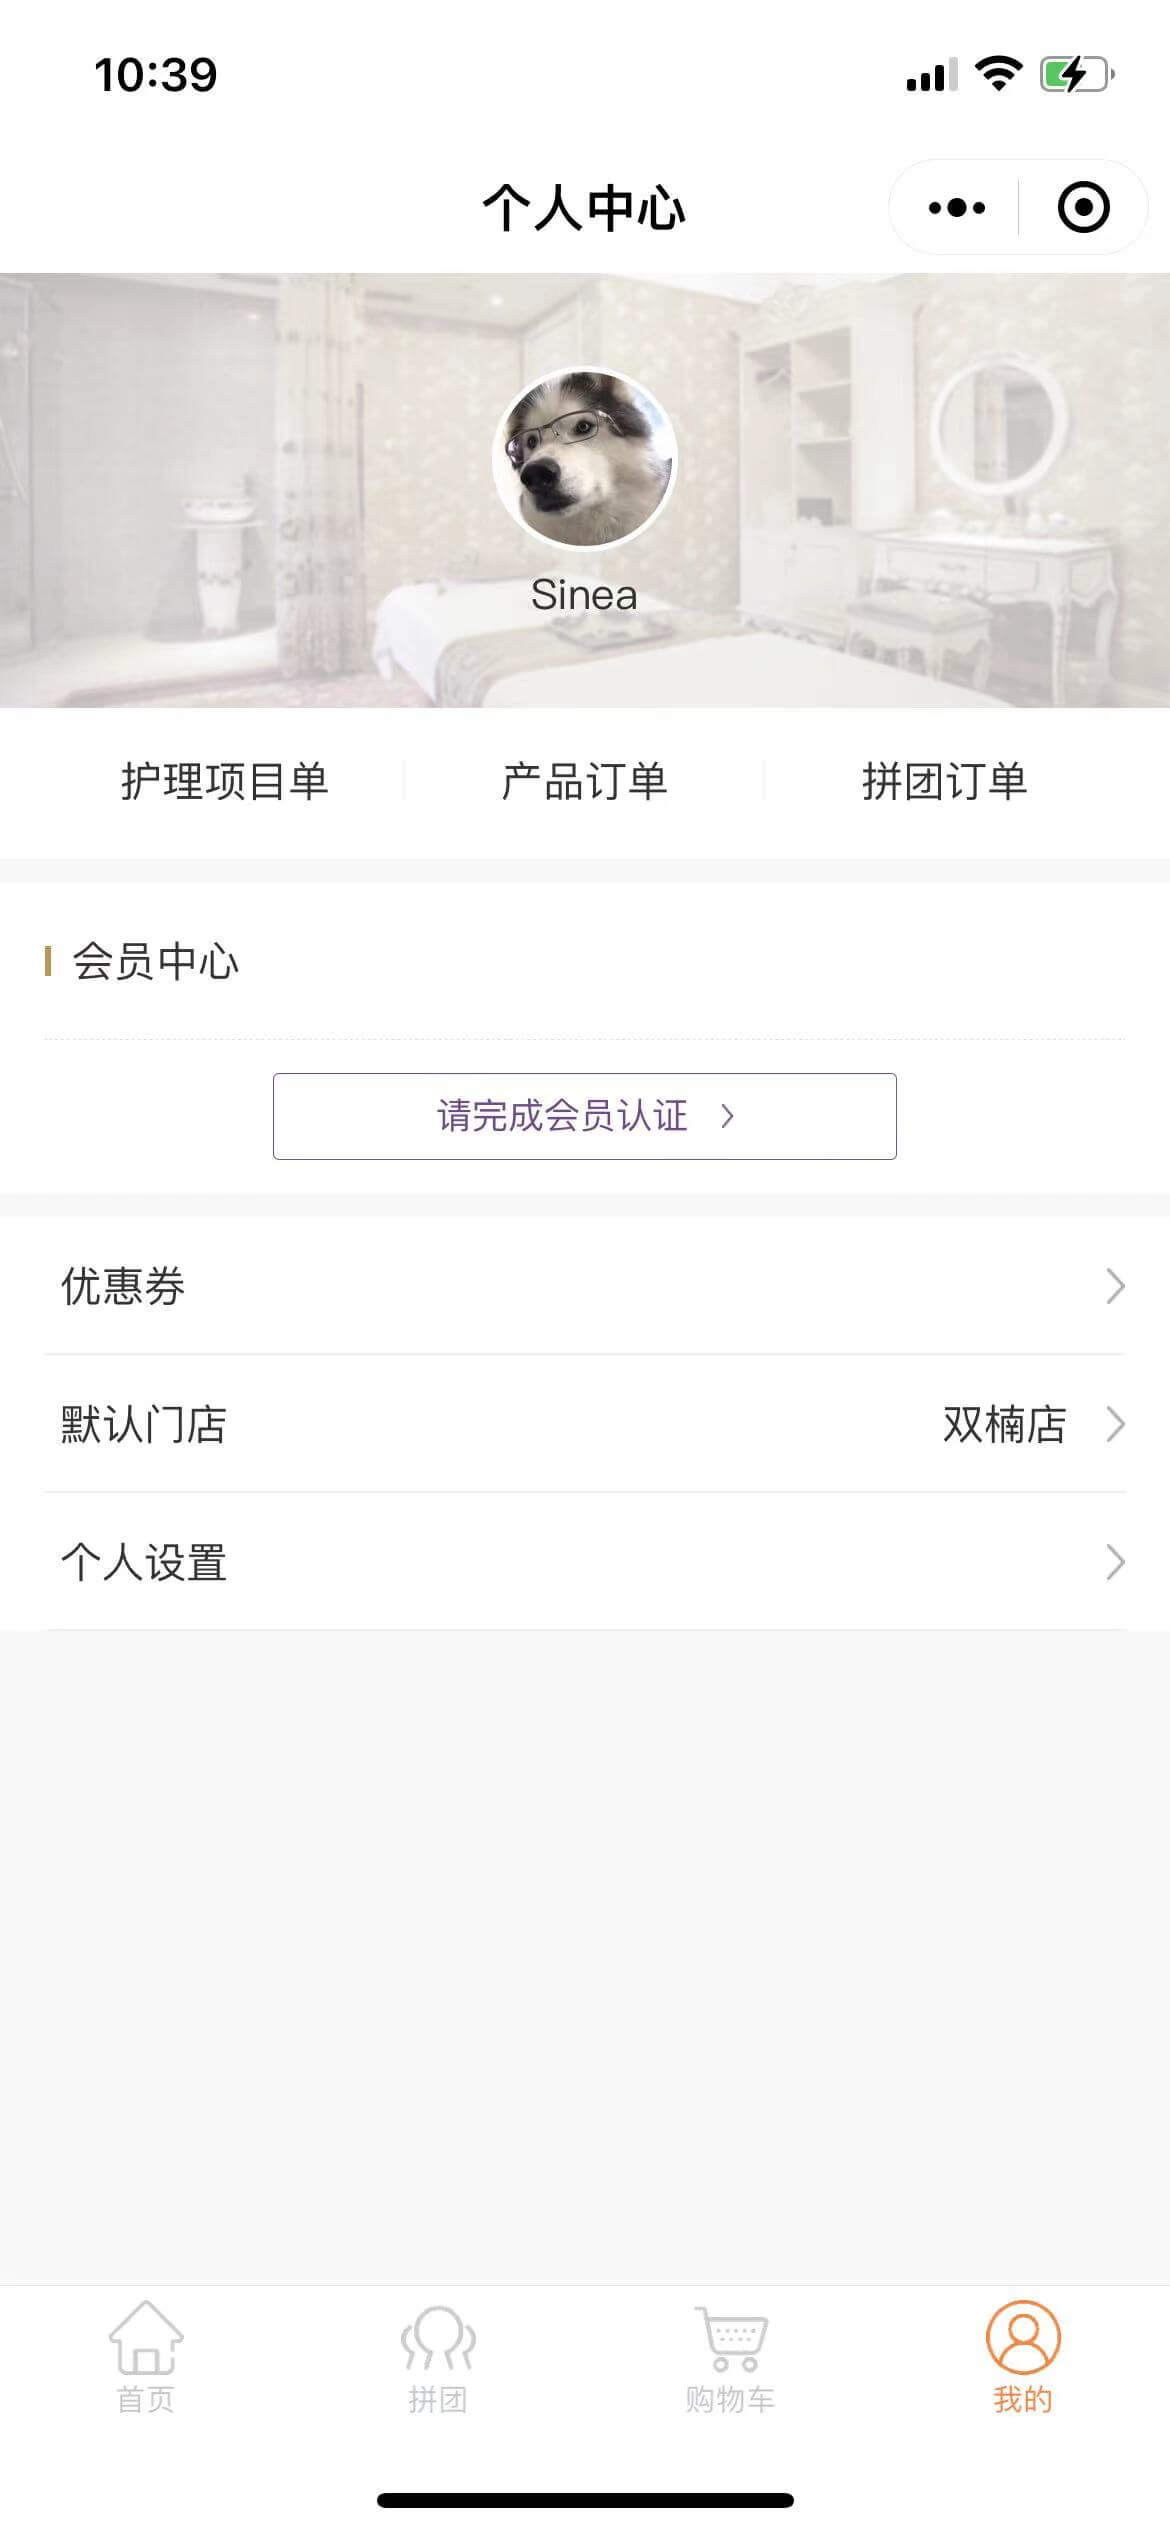 10:39
个人中心
Sinea
护理项目单 产品订单 拼团订单
会员中心
请完成会员认证
优惠券
默认门店 双楠店
个人设置
首页 拼团 购物车 我的